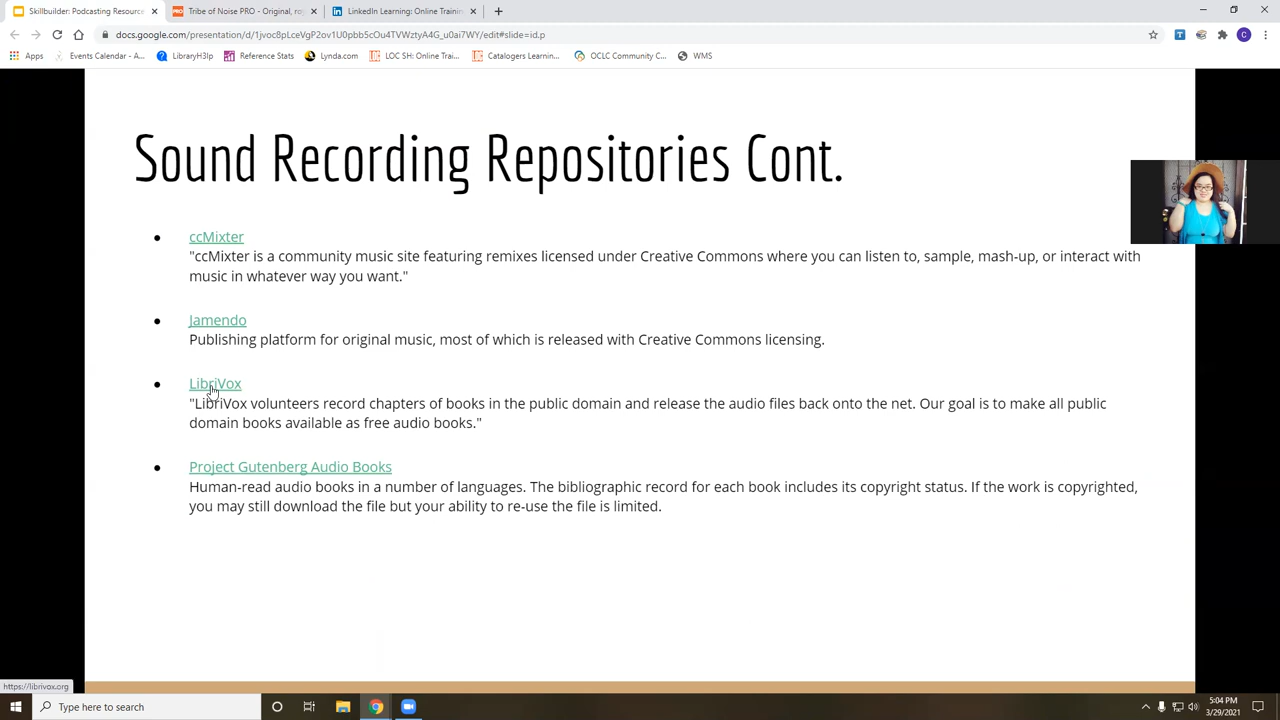 Skillbuilder: Podcasting Resource
Tribe of Noise PRO - Original, ro
LinkedIn Learning: Online Trainin
docs.google.com/presentation/d/1jvoc8pLceVgP2ov1U0pbb5cOu4TVWztyA4G_u0ai7WY/edit#slide=id.p
Apps
Events Calendar - A...
LibraryH3lp
Reference Stats
Lynda.com
LOC SH: Online Trai...
Catalogers Learnin...
OCLC Community C...
WMS
Sound Recording Repositories Cont.
ccMixter
"ccMixter is a community music site featuring remixes licensed under Creative Commons where you can listen to, sample, mash-up, or interact with
music in whatever way you want."
Jamendo
Publishing platform for original music, most of which is released with Creative Commons licensing.
LibriVox
"LibriVox volunteers record chapters of books in the public domain and release the audio files back onto the net. Our goal is to make all public
domain books available as free audio books."
Project Gutenberg Audio Books
Human-read audio books in a number of languages. The bibliographic record for each book includes its copyright status. If the work is copyrighted,
you may still download the file but your ability to re-use the file is limited.
https://librivox.org
Type here to search
5:04 PM
3/29/2021